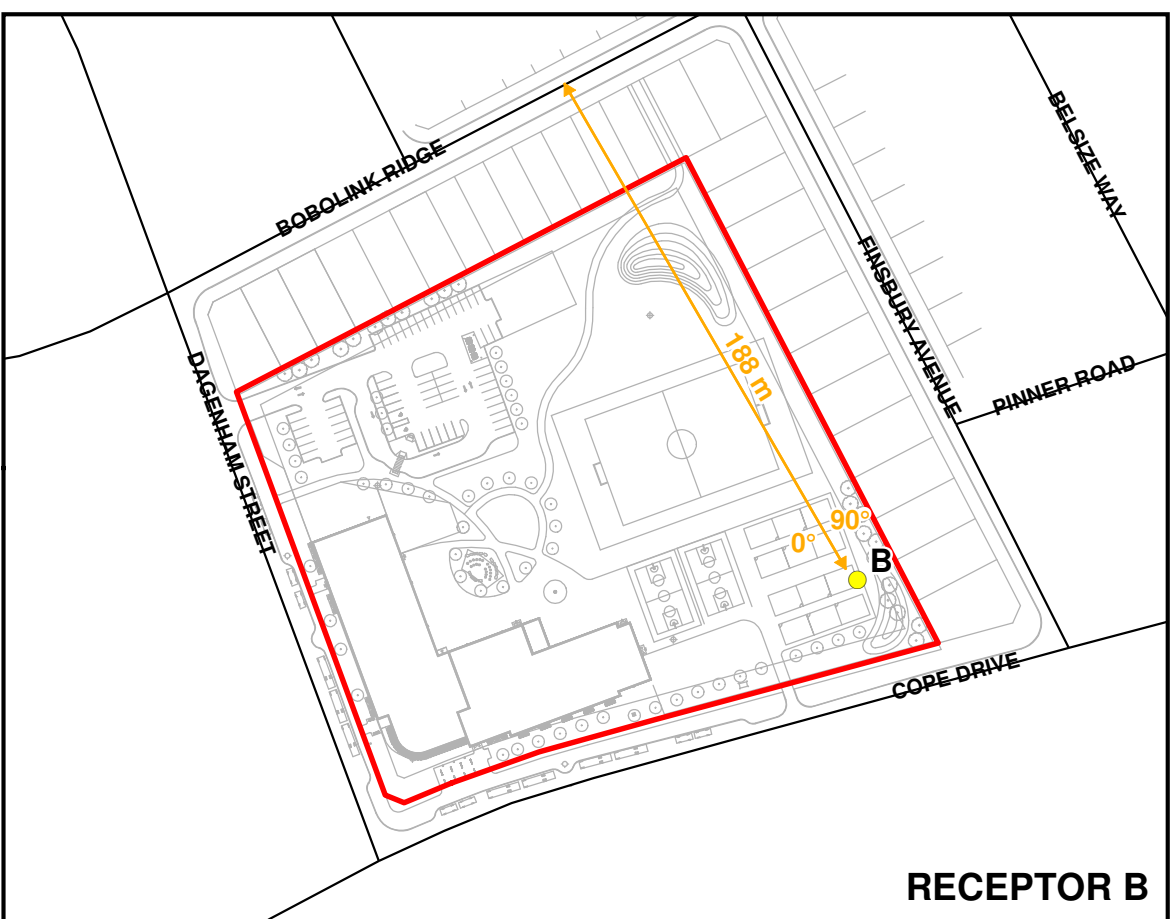 BELSIZE WAY
BOBOLINK RIDGE
FINSBURY AVENUE
DAGENHAM STREET
188 m
PINNER ROAD
90°
0°
B
COPE DRIVE
RECEPTOR B